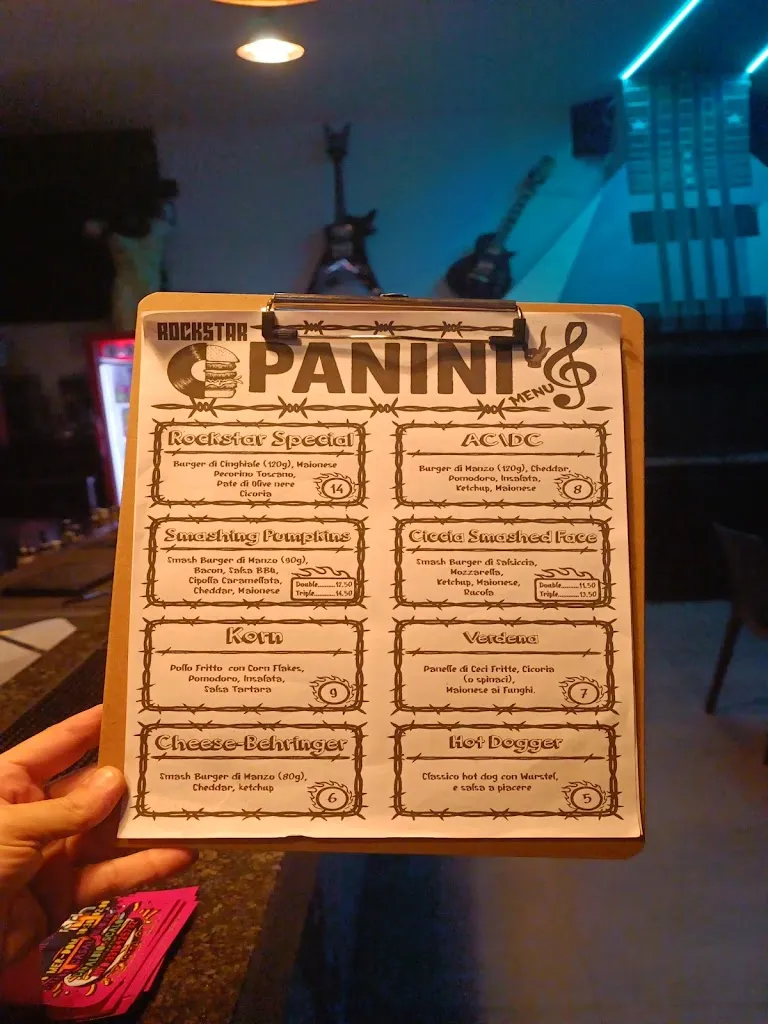 ROCKSTAR
PANINI
MENU
Rockstar Special
Burger di Cinghiale (120g), Maionese
Pecorino Toscano,
Patè di Olive nere
Cicoria
14
AC\DC
Burger di Manzo (120g), Cheddar,
Pomodoro, Insalata,
Ketchup, Maionese
8
Smashing Pumpkins
Smash Burger di Manzo (90g),
Bacon, Salsa BBQ,
Cipolla Caramellata,
Cheddar, Maionese
Double..........12.50
Triple...........14.50
Ciccia Smashed Face
Smash Burger di Salsiccia,
Mozzarella,
Ketchup, Maionese,
Rucola
Double..........11.50
Triple...........13.50
Korn
Pollo Fritto con Corn Flakes,
Pomodoro, Insalata,
Salsa Tartara
9
Verdena
Panelle di Ceci Fritte, Cicoria
(o spinaci),
Maionese ai Funghi.
7
Cheese-Behringer
Smash Burger di Manzo (80g),
Cheddar, ketchup
6
Hot Dogger
Classico hot dog con Wurstel,
e salsa a piacere
5